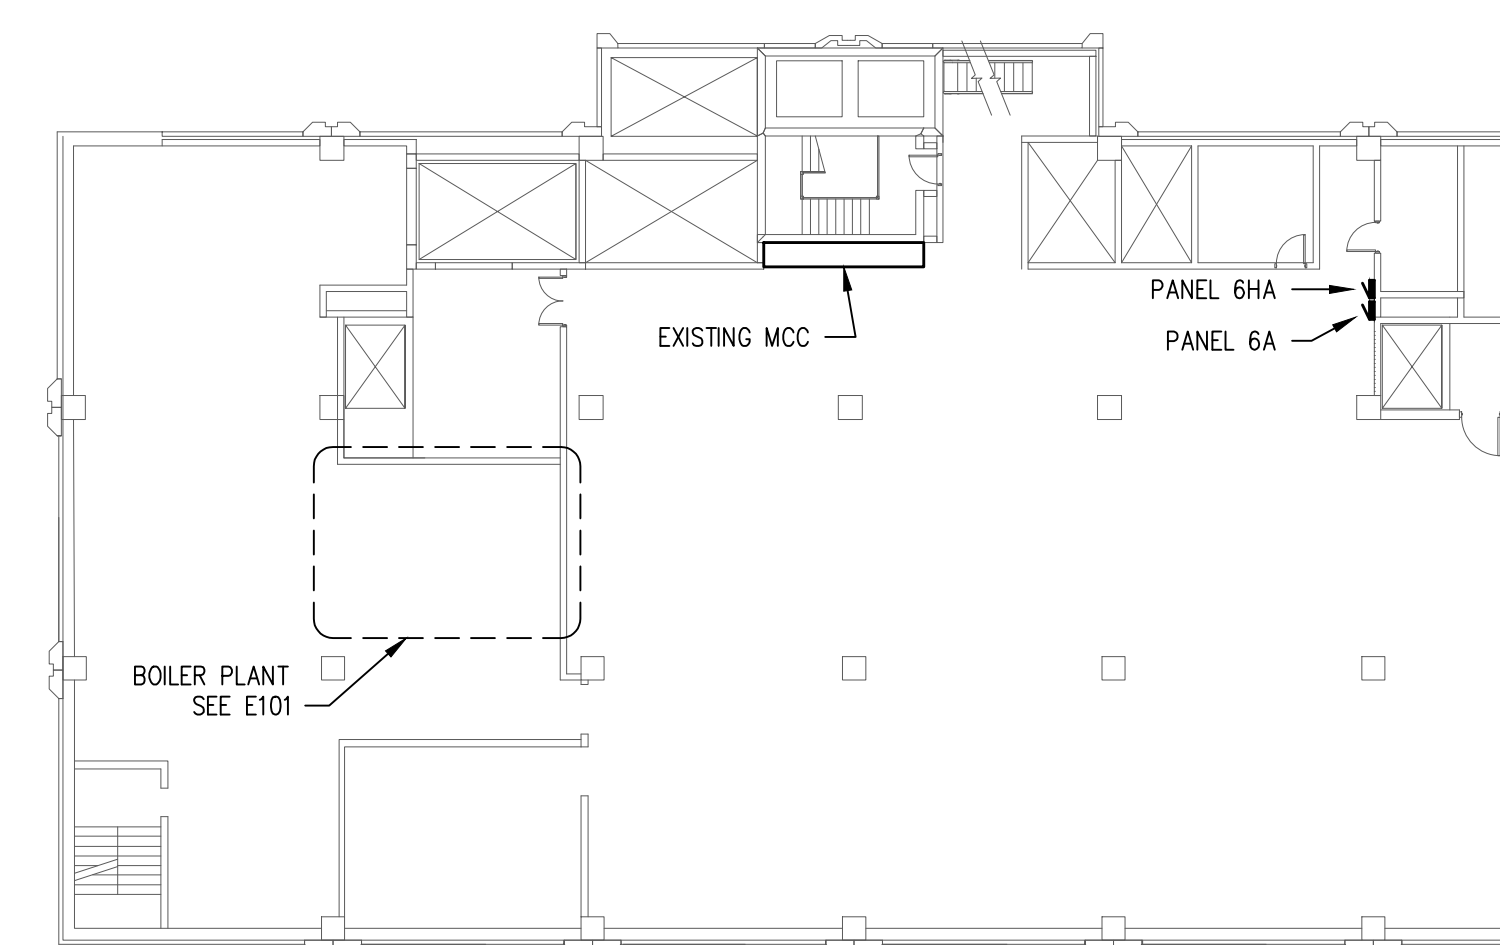 PANEL 6HA
EXISTING MCC
PANEL 6A
BOILER PLANT
SEE E101